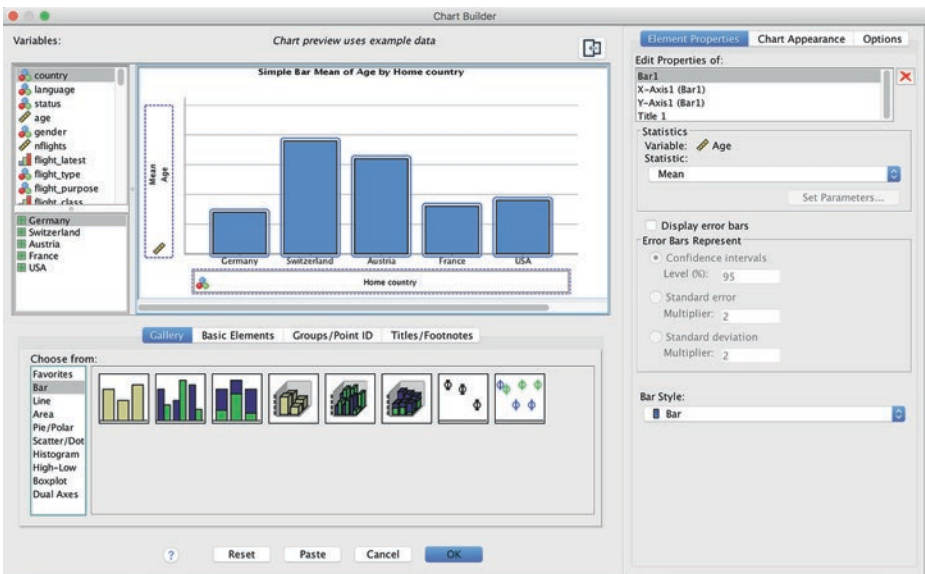 Chart Builder
Variables:
Chart preview uses example data
country
language
status
age
gender
nflights
flight_latest
flight_type
flight_purpose
flight_class
Germany
Switzerland
Austria
France
USA
Simple Bar Mean of Age by Home country
Mean
Age
Germany Switzerland Austria France USA
Home country
Gallery Basic Elements Groups/Point ID Titles/Footnotes
Choose from:
Favorites
Bar
Line
Area
Pie/Polar
Scatter/Dot
Histogram
High-Low
Boxplot
Dual Axes
? Reset Paste Cancel OK
Element Properties Chart Appearance Options
Edit Properties of:
Bar1
X-Axis1 (Bar1)
Y-Axis1 (Bar1)
Title 1
Statistics
Variable: Age
Statistic:
Mean
Set Parameters...
Display error bars
Error Bars Represent
Confidence intervals
Level (%): 95
Standard error
Multiplier: 2
Standard deviation
Multiplier: 2
Bar Style:
Bar